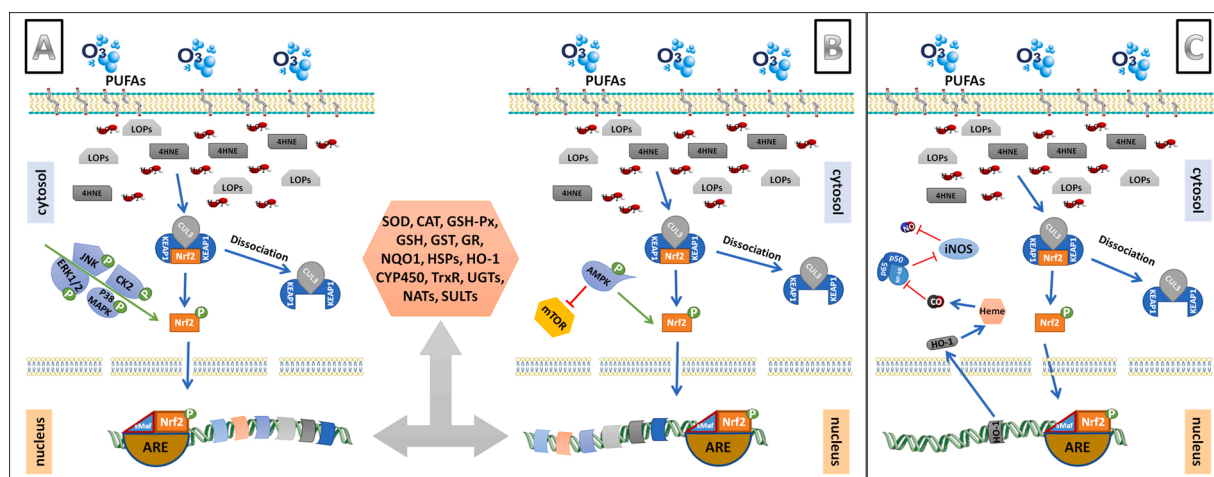 A
O3
O3
O3
PUFAs
LOPs
4HNE
4HNE
4HNE
LOPs
LOPs
LOPs
4HNE
cytosol
CUL3
KEAP1
KEAP1
Nrf2
Dissociation
CUL3
KEAP1
KEAP1
JNK
P
ERK1/2
P
CK2
P
P38
MAPK
P
Nrf2
P
nucleus
sMaf
Nrf2
P
ARE
SOD, CAT, GSH-Px,
GSH, GST, GR,
NQO1, HSPs, HO-1
CYP450, TrxR, UGTs,
NATs, SULTs
B
O3
O3
O3
PUFAs
LOPs
4HNE
4HNE
4HNE
LOPs
LOPs
LOPs
4HNE
cytosol
CUL3
KEAP1
KEAP1
Nrf2
Dissociation
CUL3
KEAP1
KEAP1
AMPK
P
mTOR
Nrf2
P
nucleus
sMaf
Nrf2
P
ARE
C
O3
O3
O3
PUFAs
LOPs
4HNE
4HNE
4HNE
LOPs
LOPs
LOPs
4HNE
cytosol
CUL3
KEAP1
KEAP1
Nrf2
Dissociation
CUL3
KEAP1
KEAP1
NO
iNOS
p65
p50
NF-kB
CO
Heme
HO-1
Nrf2
P
nucleus
HO-1
sMaf
Nrf2
P
ARE